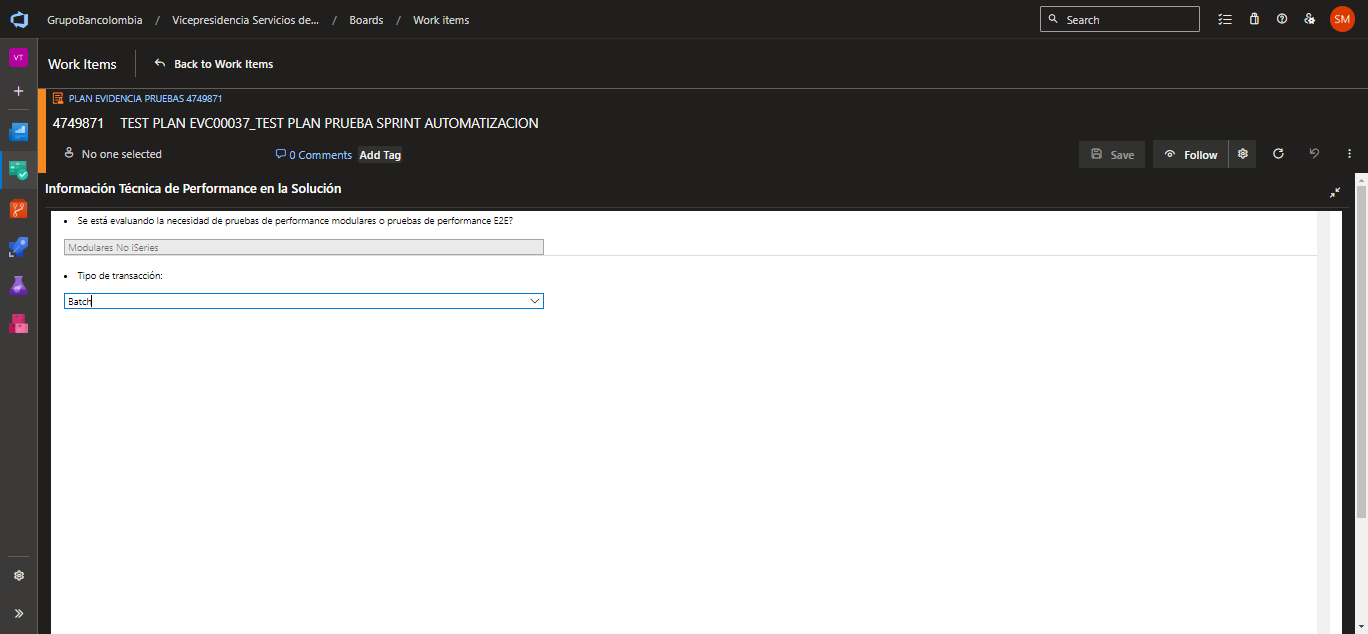 GrupoBancolombia / Vicepresidencia Servicios de... / Boards / Work items
Search
SM
VT
Work Items
Back to Work Items
PLAN EVIDENCIA PRUEBAS 4749871
4749871 TEST PLAN EVC00037_TEST PLAN PRUEBA SPRINT AUTOMATIZACION
No one selected
0 Comments
Add Tag
Save
Follow
Información Técnica de Performance en la Solución
• Se está evaluando la necesidad de pruebas de performance modulares o pruebas de performance E2E?
Modulares No iSeries
• Tipo de transacción:
Batch